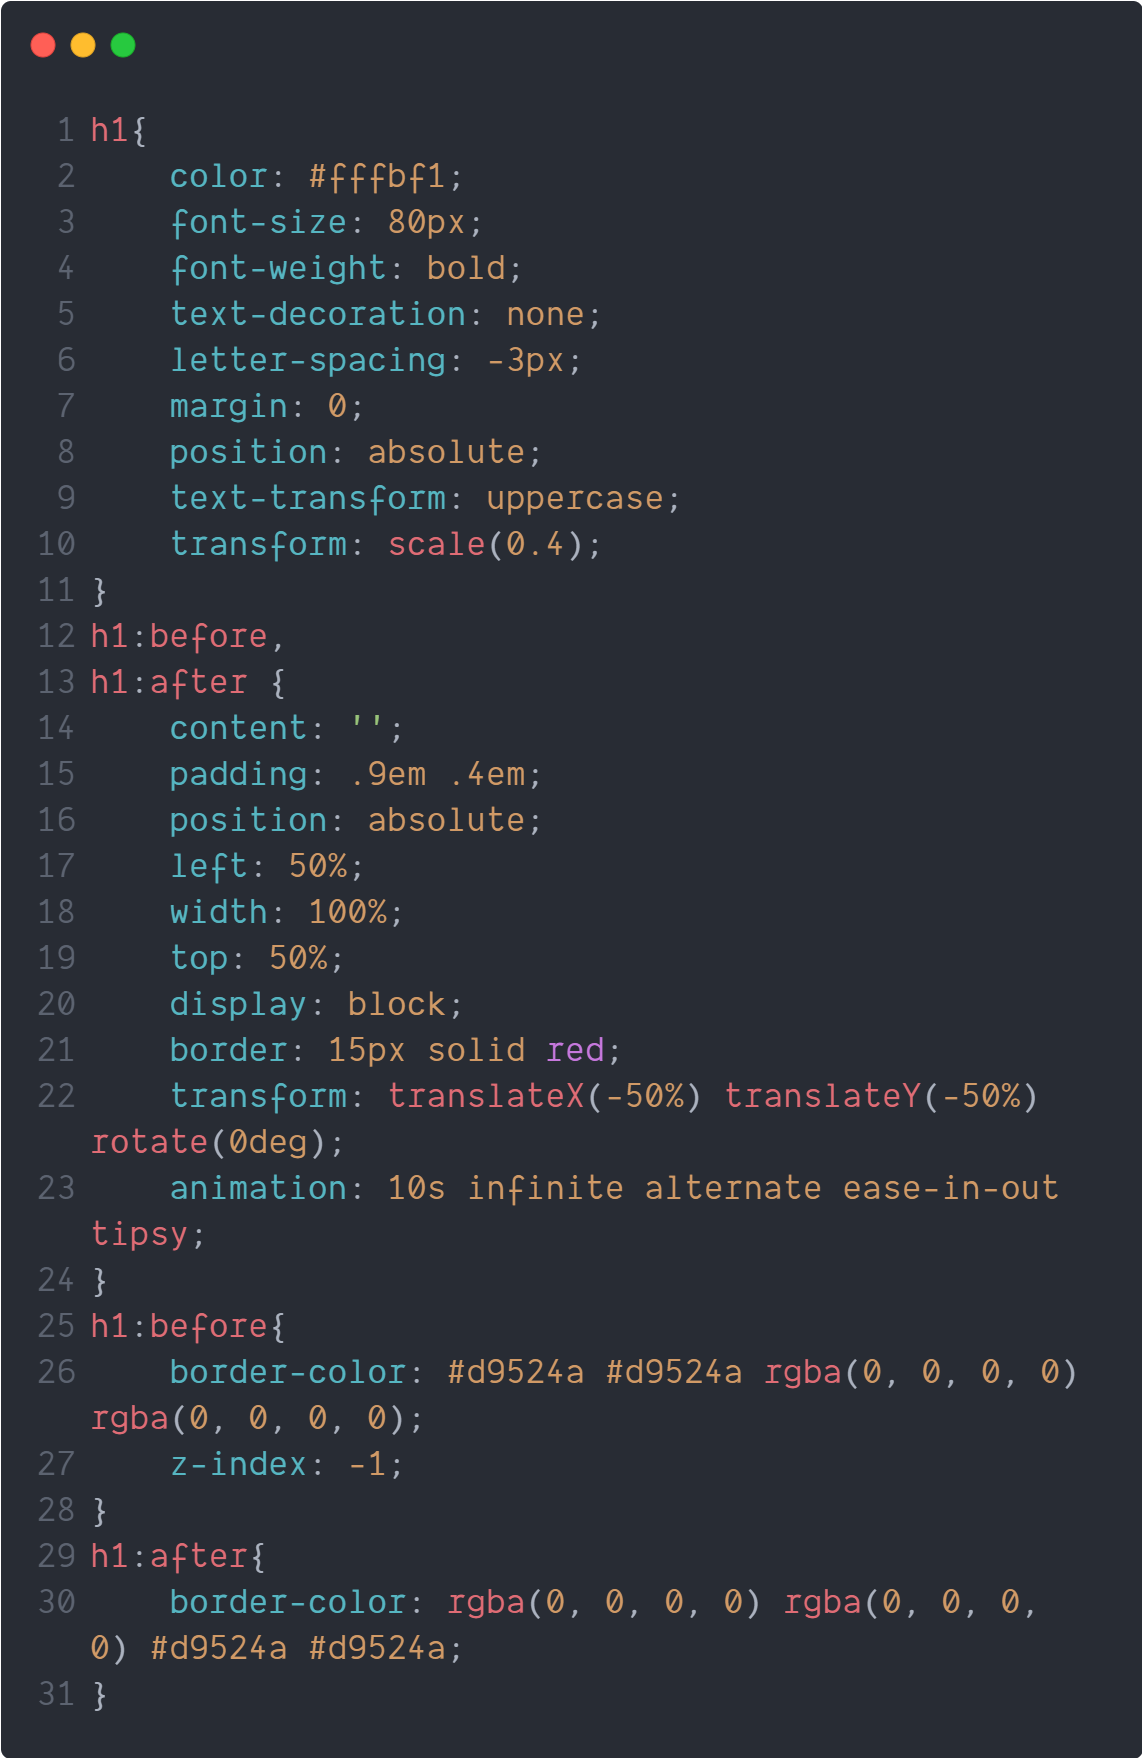 1 h1{
2     color: #fffbf1;
3     font-size: 80px;
4     font-weight: bold;
5     text-decoration: none;
6     letter-spacing: -3px;
7     margin: 0;
8     position: absolute;
9     text-transform: uppercase;
10     transform: scale(0.4);
11 }
12 h1:before,
13 h1:after {
14     content: '';
15     padding: .9em .4em;
16     position: absolute;
17     left: 50%;
18     width: 100%;
19     top: 50%;
20     display: block;
21     border: 15px solid red;
22     transform: translateX(-50%) translateY(-50%)
rotate(0deg);
23     animation: 10s infinite alternate ease-in-out
tipsy;
24 }
25 h1:before{
26     border-color: #d9524a #d9524a rgba(0, 0, 0, 0)
rgba(0, 0, 0, 0);
27     z-index: -1;
28 }
29 h1:after{
30     border-color: rgba(0, 0, 0, 0) rgba(0, 0, 0,
0) #d9524a #d9524a;
31 }